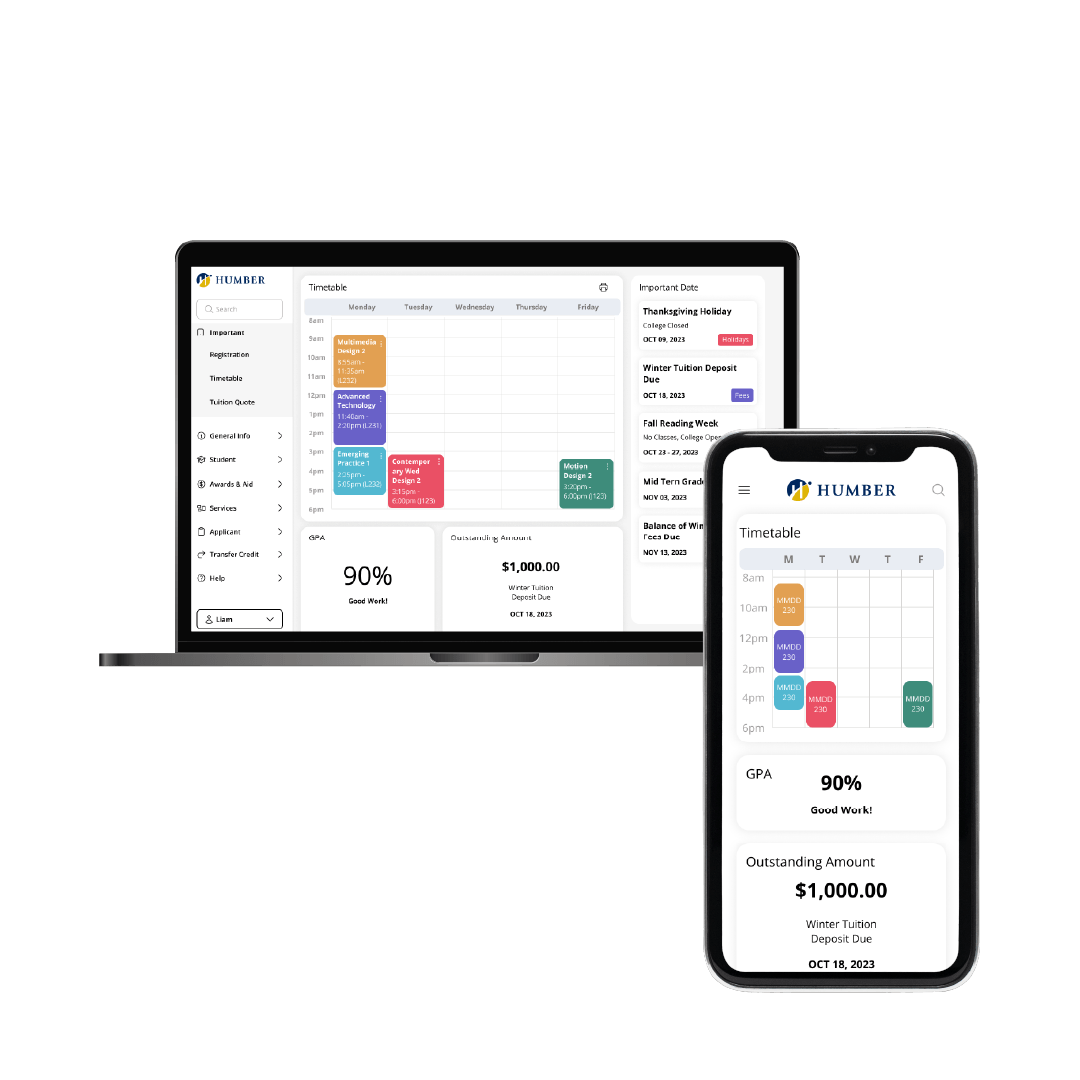 HUMBER
Search
Important
Registration
Timetable
Tuition Quote
General Info
Student
Awards & Aid
Services
Applicant
Transfer Credit
Help
Liam
Timetable
Monday Tuesday Wednesday Thursday Friday
8am
9am
10am
11am
12pm
1pm
2pm
3pm
4pm
5pm
6pm
Multimedia
Design 2
8:55am -
11:35am
(L232)
Advanced
Technology
11:40am -
2:20pm (L231)
Emerging
Practice 1
2:25pm -
5:05pm (L232)
Contempor
ary Wed
Design 2
3:15pm -
6:00pm (J123)
Motion
Design 2
3:20pm -
6:00pm (J123)
GPA
90%
Good Work!
Outstanding Amount
$1,000.00
Winter Tuition
Deposit Due
OCT 18, 2023
Important Date
Thanksgiving Holiday
College Closed
OCT 09, 2023
Holidays
Winter Tuition Deposit
Due
OCT 18, 2023
Fees
Fall Reading Week
No Classes, College Open
OCT 23 - 27, 2023
Mid Tern Grade
NOV 03, 2023
Balance of Win
Fees Due
NOV 13, 2023
HUMBER
Timetable
M T W T F
8am
10am
12pm
2pm
4pm
6pm
MMDD
230
MMDD
230
MMDD
230
MMDD
230
MMDD
230
GPA
90%
Good Work!
Outstanding Amount
$1,000.00
Winter Tuition
Deposit Due
OCT 18, 2023